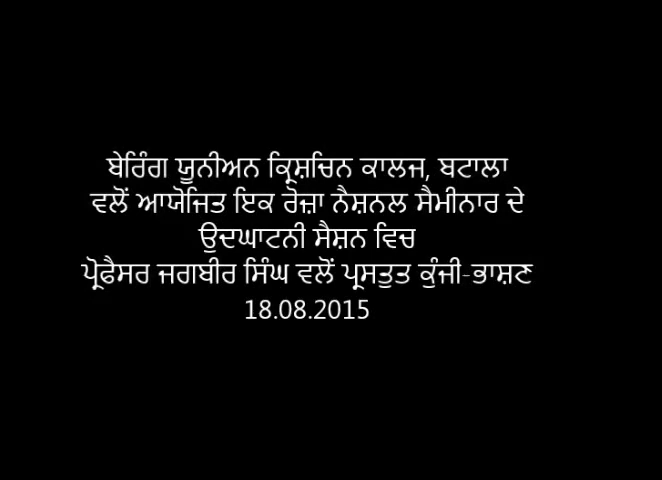 ਬੇਰਿੰਗ ਯੂਨੀਅਨ ਕ੍ਰਿਸ਼ਚਿਨ ਕਾਲਜ, ਬਟਾਲਾ
ਵਲੋਂ ਆਯੋਜਿਤ ਇਕ ਰੋਜ਼ਾ ਨੈਸ਼ਨਲ ਸੈਮੀਨਾਰ ਦੇ
ਉਦਘਾਟਨੀ ਸੈਸ਼ਨ ਵਿਚ
ਪ੍ਰੋਫੈਸਰ ਜਗਬੀਰ ਸਿੰਘ ਵਲੋਂ ਪ੍ਰਸਤੁਤ ਕੁੰਜੀ-ਭਾਸ਼ਣ
18.08.2015